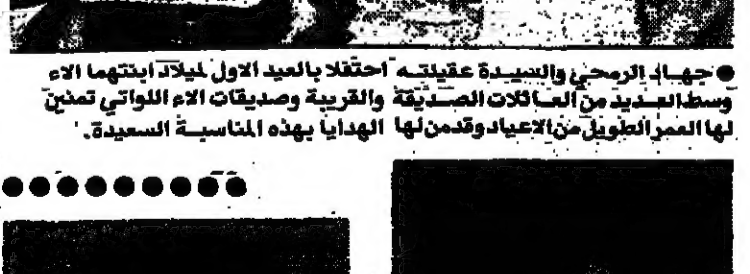 ● جهاد الرمحي والسيدة عقيلته احتفلا بالعيد الاول لميلاد ابنتهما الاء
وسط العديد من العائلات الصديقة والقريبة وصديقات الاء اللواتي تمنين
لها العمر الطويل من الاعياد وقدمن لها الهدايا بهذه المناسبة السعيدة.